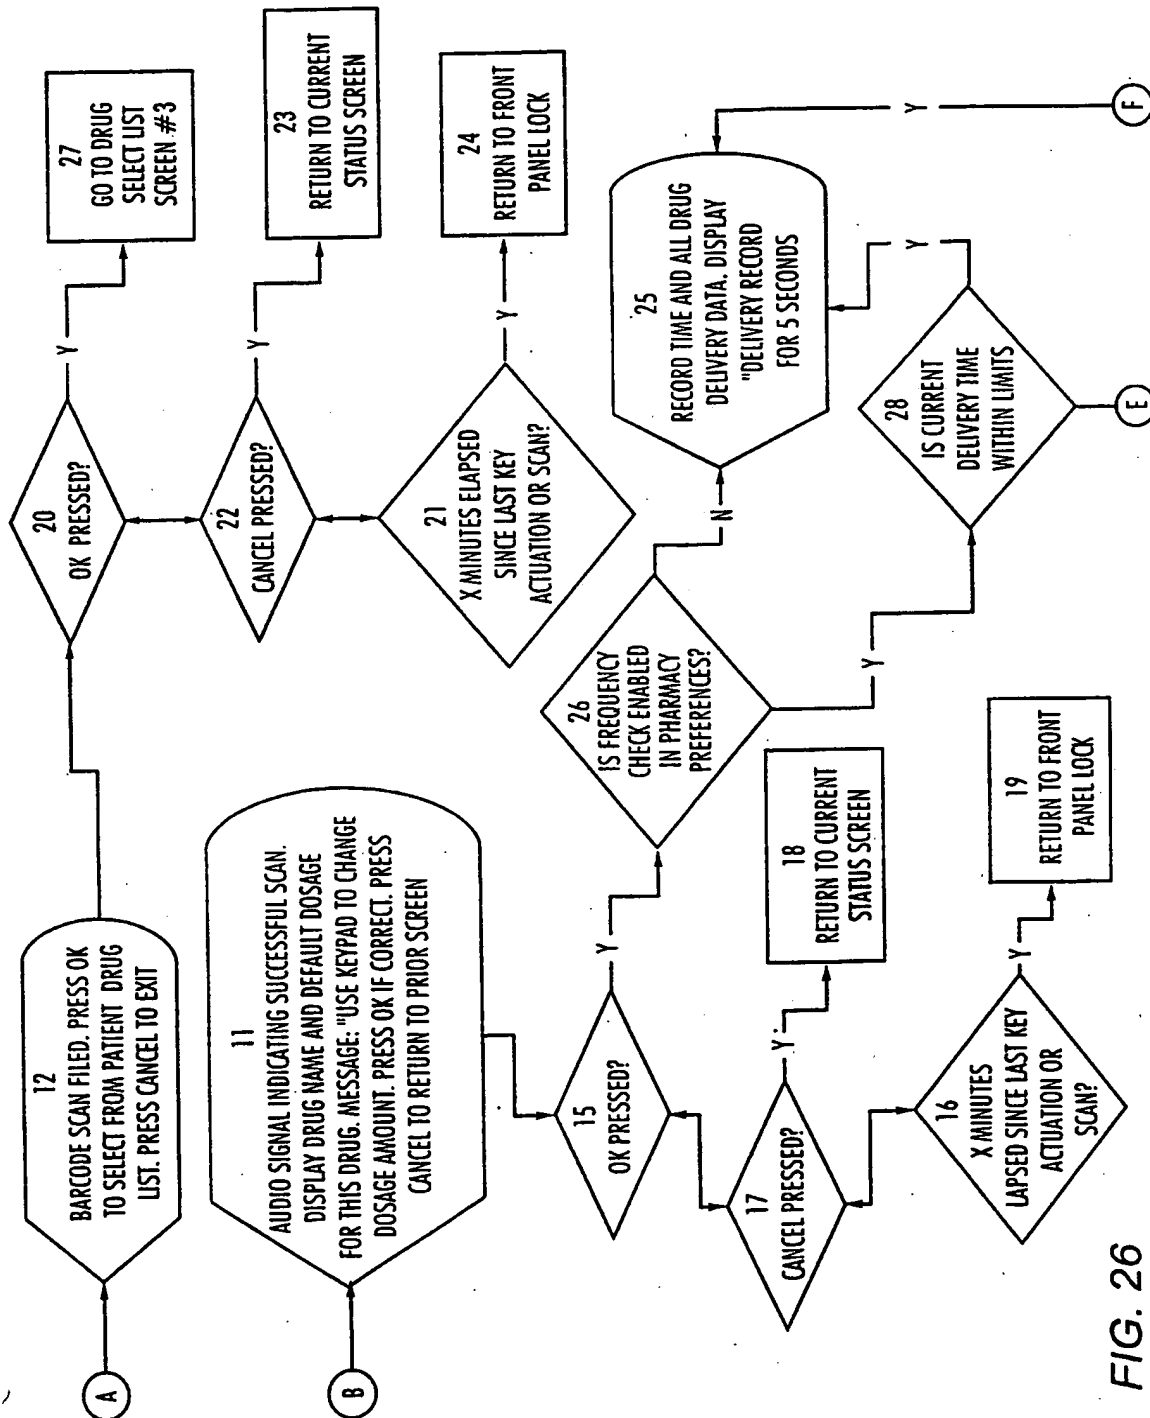 A
12
BARCODE SCAN FILED. PRESS OK
TO SELECT FROM PATIENT DRUG
LIST. PRESS CANCEL TO EXIT
20
OK PRESSED?
Y
27
GO TO DRUG
SELECT LIST
SCREEN #3
22
CANCEL PRESSED?
Y
23
RETURN TO CURRENT
STATUS SCREEN
21
X MINUTES ELAPSED
SINCE LAST KEY
ACTUATION OR SCAN?
Y
24
RETURN TO FRONT
PANEL LOCK
B
11
AUDIO SIGNAL INDICATING SUCCESSFUL SCAN.
DISPLAY DRUG NAME AND DEFAULT DOSAGE
FOR THIS DRUG. MESSAGE: "USE KEYPAD TO CHANGE
DOSAGE AMOUNT. PRESS OK IF CORRECT. PRESS
CANCEL TO RETURN TO PRIOR SCREEN
15
OK PRESSED?
Y
26
IS FREQUENCY
CHECK ENABLED
IN PHARMACY
PREFERENCES?
N
25
RECORD TIME AND ALL DRUG
DELIVERY DATA. DISPLAY
"DELIVERY RECORD
FOR 5 SECONDS
Y
F
Y
28
IS CURRENT
DELIVERY TIME
WITHIN LIMITS
Y
E
17
CANCEL PRESSED?
Y
18
RETURN TO CURRENT
STATUS SCREEN
16
X MINUTES
LAPSED SINCE LAST KEY
ACTUATION OR
SCAN?
Y
19
RETURN TO FRONT
PANEL LOCK
FIG. 26